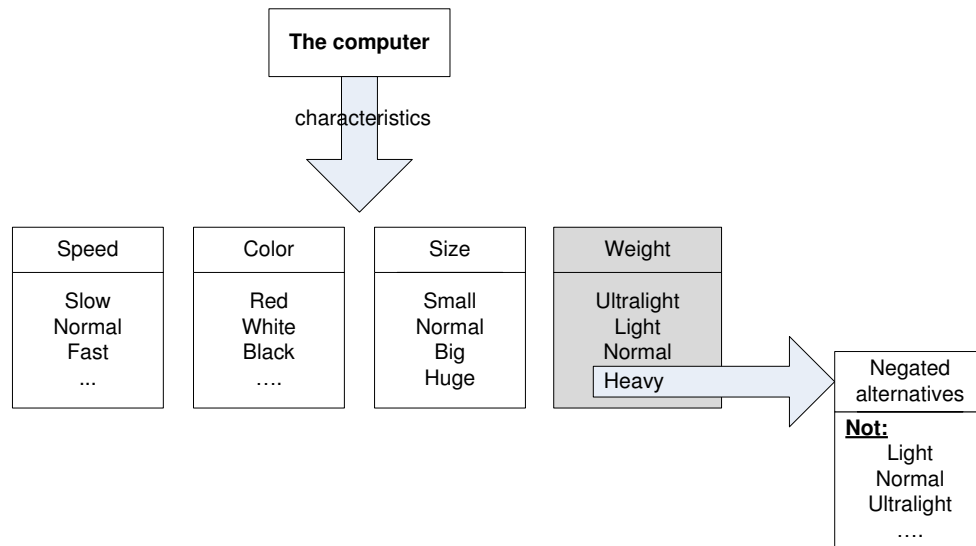 The computer
characteristics
Speed
Slow
Normal
Fast
...
Color
Red
White
Black
....
Size
Small
Normal
Big
Huge
Weight
Ultralight
Light
Normal
Heavy
Negated
alternatives
Not:
Light
Normal
Ultralight
....